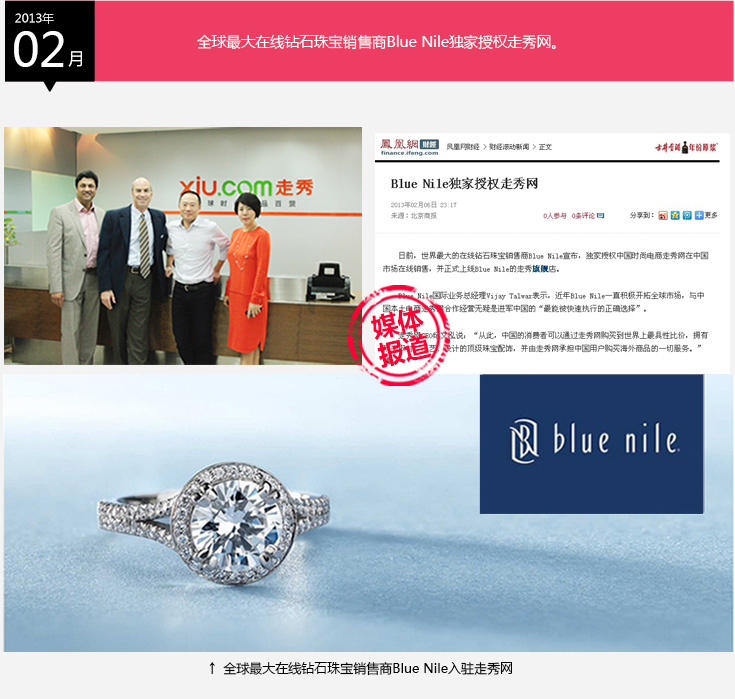 2013年
02月
全球最大在线钻石珠宝销售商Blue Nile独家授权走秀网。
xiu.com走秀
球时 品百货
鳳凰網财经
finance.ifeng.com
凤凰网财经 > 财经滚动新闻 > 正文
Blue Nile独家授权走秀网
2013年02月06日 23:17
来源:北京商报
0人参与 0条评论
分享到: 更多
日前，世界最大的在线钻石珠宝销售商Blue Nile宣布，独家授权中国时尚电商走秀网在中国
市场在线销售，并正式上线Blue Nile的走秀旗舰店。
Blue Nile国际业务总经理Vijay Talwar表示，近年Blue Nile一直积极开拓全球市场，与中
国本土电商走秀网合作经营无疑是进军中国的“最能被快速执行的正确选择”。
走秀网CEO 文泓说：“从此，中国的消费者可以通过走秀网购买到世界上最具性比价，拥有
计的顶级珠宝配饰，并由走秀网承担中国用户购买海外商品的一切服务。”
媒体
报道
blue nile
↑ 全球最大在线钻石珠宝销售商Blue Nile入驻走秀网